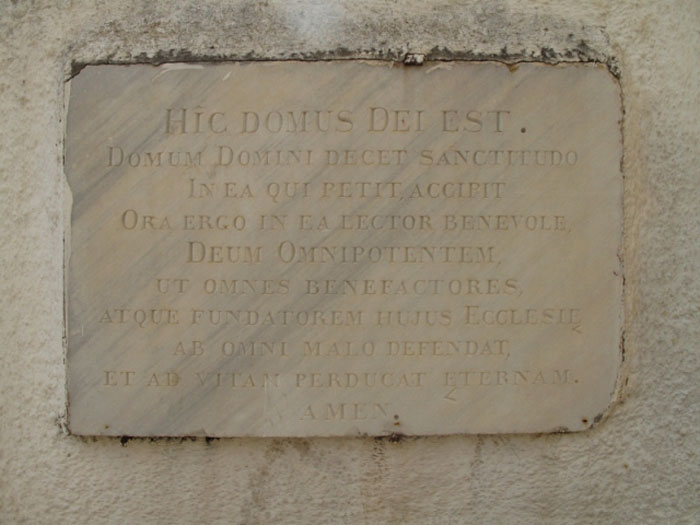 HÎC DOMUS DEI EST.
DOMUM DOMINI DECET SANCTITUDO
IN EA QUI PETIT, ACCIPIT
ORA ERGO IN EA LECTOR BENEVOLE,
DEUM OMNIPOTENTEM,
UT OMNES BENEFACTORES,
ATQUE FUNDATOREM HUJUS ECCLESIE
AB OMNI MALO DEFENDAT,
ET AD VITAM PERDUCAT ETERNAM.
AMEN.